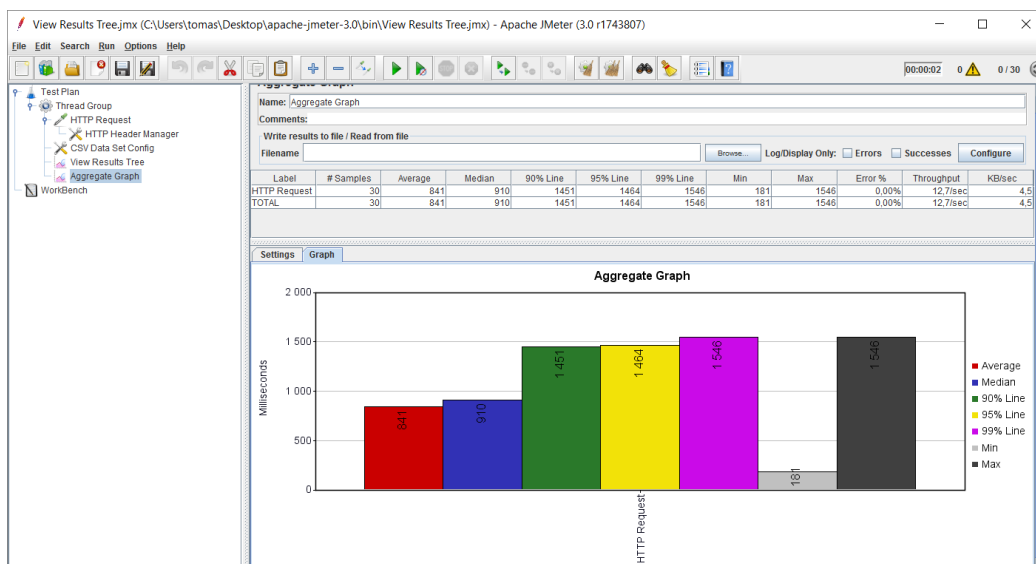 View Results Tree.jmx (C:\Users\tomas\Desktop\apache-jmeter-3.0\bin\View Results Tree.jmx) - Apache JMeter (3.0 r1743807)
File Edit Search Run Options Help
00:00:02 0 0 / 30
Test Plan
Thread Group
HTTP Request
HTTP Header Manager
CSV Data Set Config
View Results Tree
Aggregate Graph
WorkBench
Aggregate Graph
Name: Aggregate Graph
Comments:
Write results to file / Read from file
Filename Browse... Log/Display Only: Errors Successes Configure
Label # Samples Average Median 90% Line 95% Line 99% Line Min Max Error % Throughput KB/sec
HTTP Request 30 841 910 1451 1464 1546 181 1546 0,00% 12,7/sec 4,5
TOTAL 30 841 910 1451 1464 1546 181 1546 0,00% 12,7/sec 4,5
Settings Graph
Aggregate Graph
Milliseconds
2 000
1 500
1 000
500
0
841
910
1 451
1 464
1 546
181
1 546
HTTP Request
Average
Median
90% Line
95% Line
99% Line
Min
Max